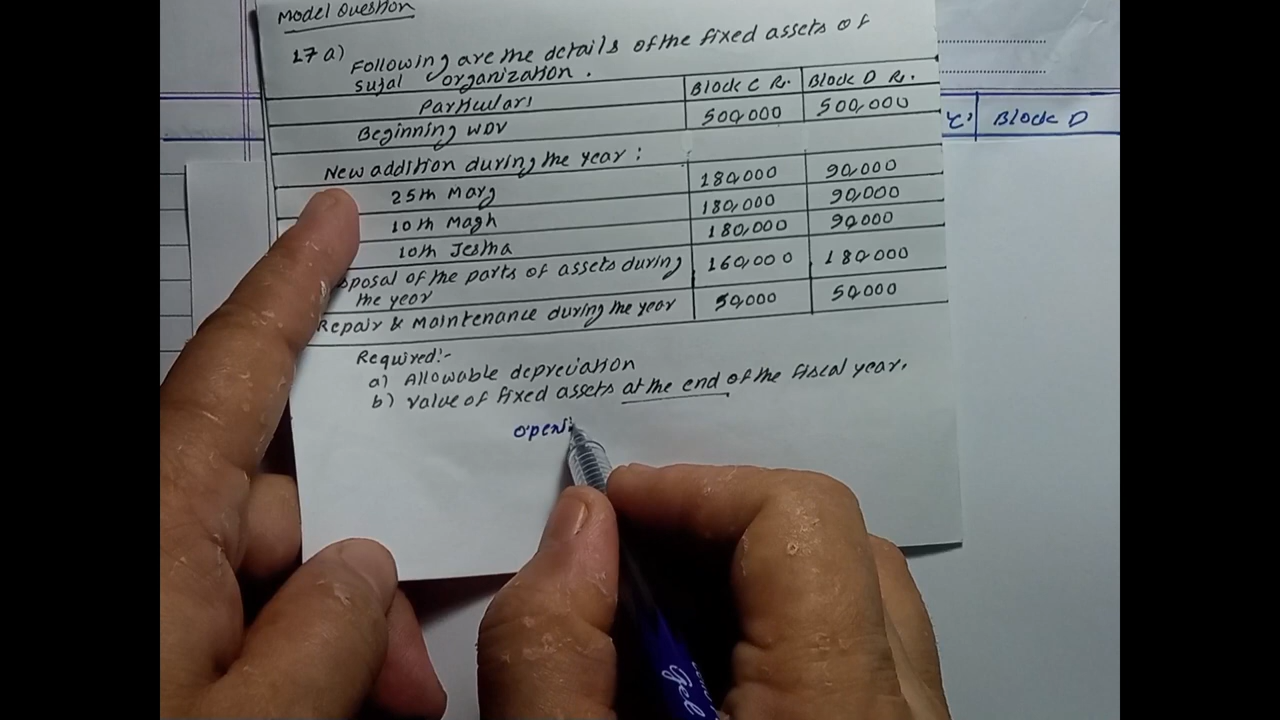 Model Question
17 a) Following are the details of the fixed assets of
sujal organization.
Particulars Block C Rs. Block D Rs.
Beginning WDV 500,000 500,000
New addition during the year:
25th Marg 180,000 90,000
10th Magh 180,000 90,000
10th Jestha 180,000 90,000
sposal of the parts of assets during 160,000 180,000
the year
Repair & Maintenance during the year 50,000 50,000
Required:-
a) Allowable depreciation
b) value of fixed assets at the end of the fiscal year.
openi
'C' Block D
Gel